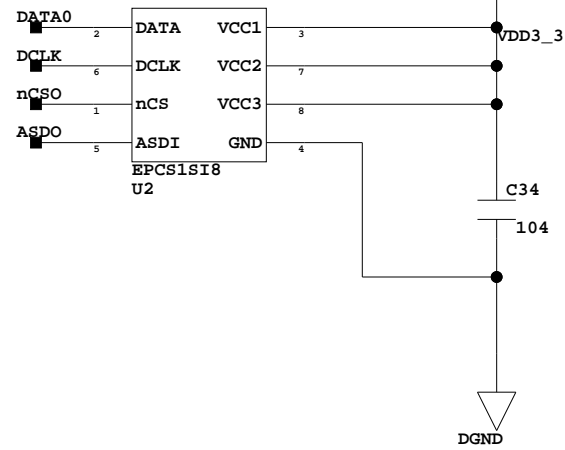 DATA0
2
DATA
VCC1
3
VDD3_3
DCLK
6
DCLK
VCC2
7
nCSO
1
nCS
VCC3
8
ASDO
5
ASDI
GND
4
EPCS1SI8
U2
C34
104
DGND